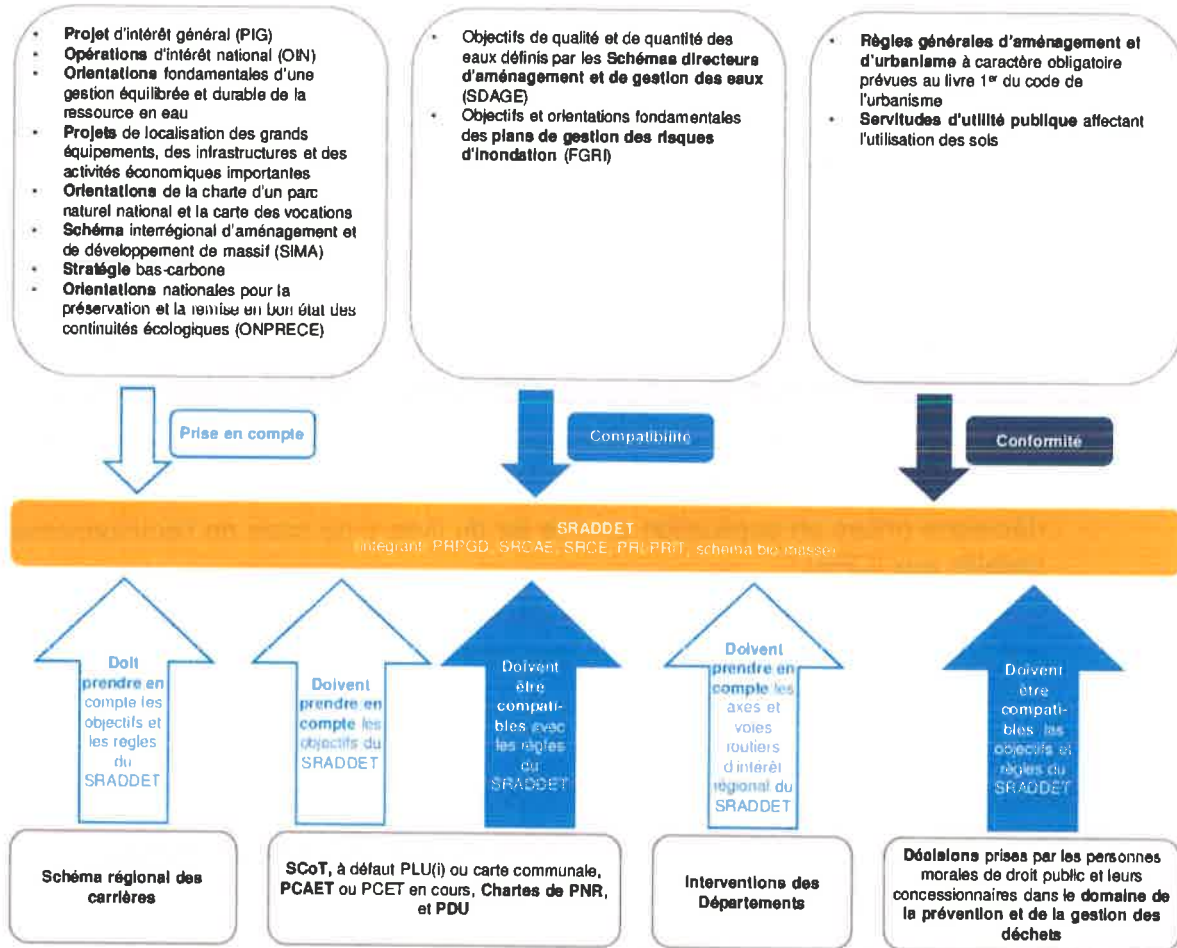 • Projet d'intérêt général (PIG)
• Opérations d'intérêt national (OIN)
• Orientations fondamentales d'une
gestion équilibrée et durable de la
ressource en eau
• Projets de localisation des grands
équipements, des infrastructures et des
activités économiques importantes
• Orientations de la charte d'un parc
naturel national et la carte des vocations
• Schéma interrégional d'aménagement et
de développement de massif (SIMA)
• Stratégie bas-carbone
• Orientations nationales pour la
préservation et la remise en bon état des
continuités écologiques (ONPRECE)
• Objectifs de qualité et de quantité des
eaux définis par les Schémas directeurs
d'aménagement et de gestion des eaux
(SDAGE)
• Objectifs et orientations fondamentales
des plans de gestion des risques
d'inondation (FGRI)
• Règles générales d'aménagement et
d'urbanisme à caractère obligatoire
prévues au livre 1er du code de
l'urbanisme
• Servitudes d'utilité publique affectant
l'utilisation des sols
Prise en compte
Compatibilité
Conformité
SRADDET
(intégrant PRPGD, SRCAE, SRCE, PRI, PRIT, schéma biomasse)
Doit
prendre en
compte les
objectifs et
les règles
du
SRADDET
Doivent
prendre en
compte les
objectifs du
SRADDET
Doivent
être
compati-
bles avec
les règles
du
SRADDET
Doivent
prendre en
compte les
axes et
voies
routiers
d'intérêt
régional du
SRADDET
Doivent
être
compati-
bles les
objectifs et
règles du
SRADDET
Schéma régional des
carrières
SCoT, à défaut PLU(i) ou carte communale,
PCAET ou PCET en cours, Chartes de PNR,
et PDU
Interventions des
Départements
Décisions prises par les personnes
morales de droit public et leurs
concessionnaires dans le domaine de
la prévention et de la gestion des
déchets